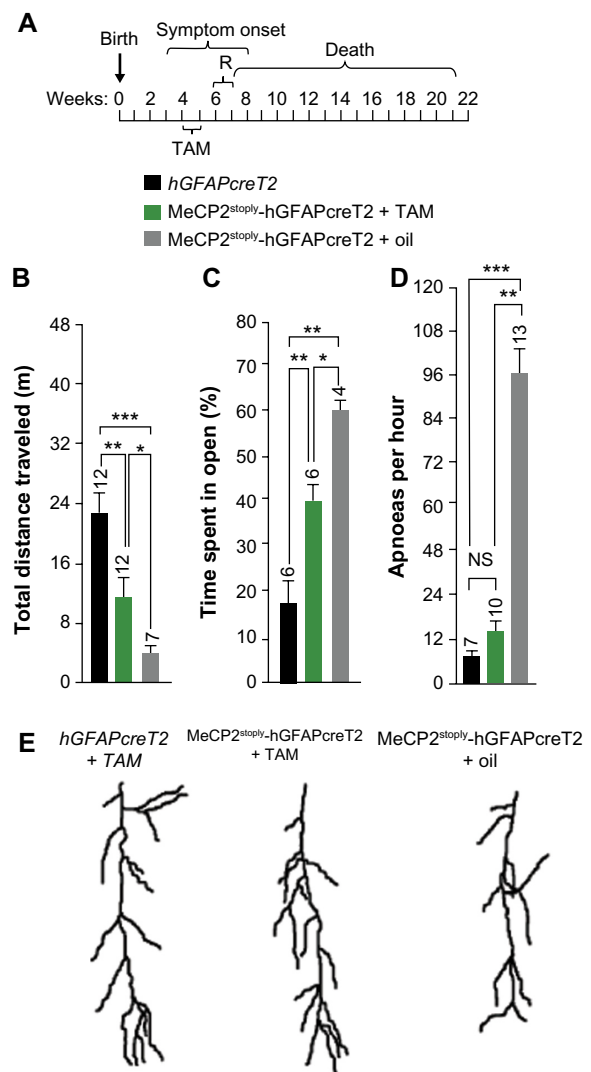 A
Symptom onset
Birth
R
Death
Weeks: 0 2 4 6 8 10 12 14 16 18 20 22
TAM
hGFAPcreT2
MeCP2stoply-hGFAPcreT2 + TAM
MeCP2stoply-hGFAPcreT2 + oil
B
Total distance traveled (m)
48
40
32
24
16
8
0
***
** *
12
12
17
C
Time spent in open (%)
80
70
60
50
40
30
20
10
0
**
** *
6
6
4
D
Apnoeas per hour
120
108
96
84
72
60
48
24
12
0
***
**
NS
7
10
13
E
hGFAPcreT2
+ TAM
MeCP2stoply-hGFAPcreT2
+ TAM
MeCP2stoply-hGFAPcreT2
+ oil